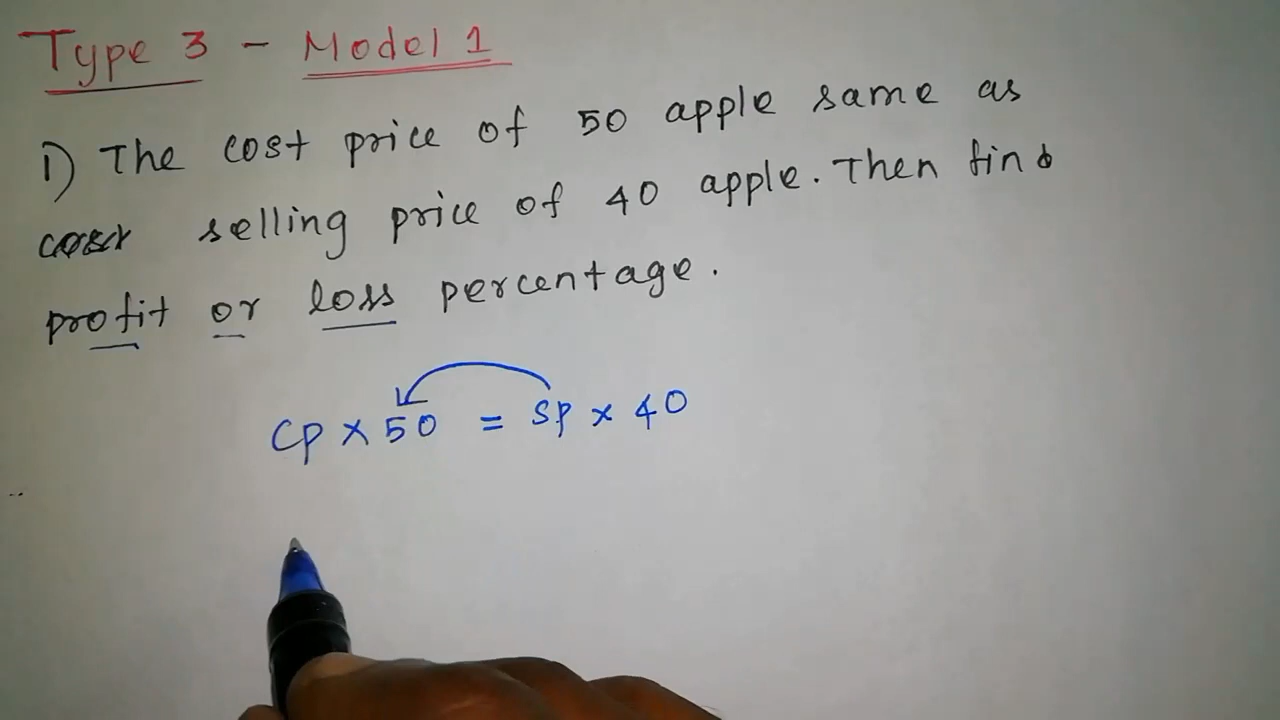 Type 3 - Model 1
1) The cost price of 50 apple same as
selling price of 40 apple. Then find
profit or loss percentage.
CP × 50 = SP × 40